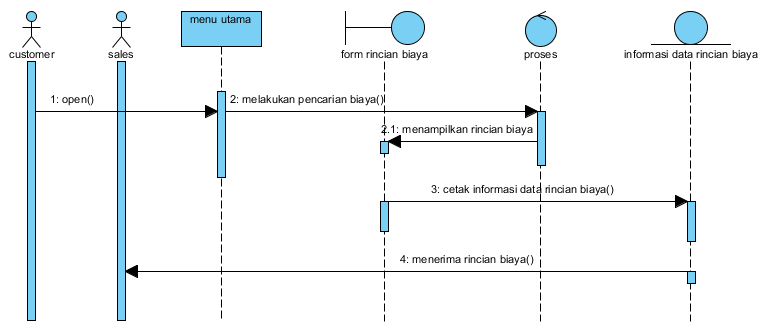 menu utama
customer
sales
form rincian biaya
proses
informasi data rincian biaya
1: open()
2: melakukan pencarian biaya()
2.1: menampilkan rincian biaya
3: cetak informasi data rincian biaya()
4: menerima rincian biaya()